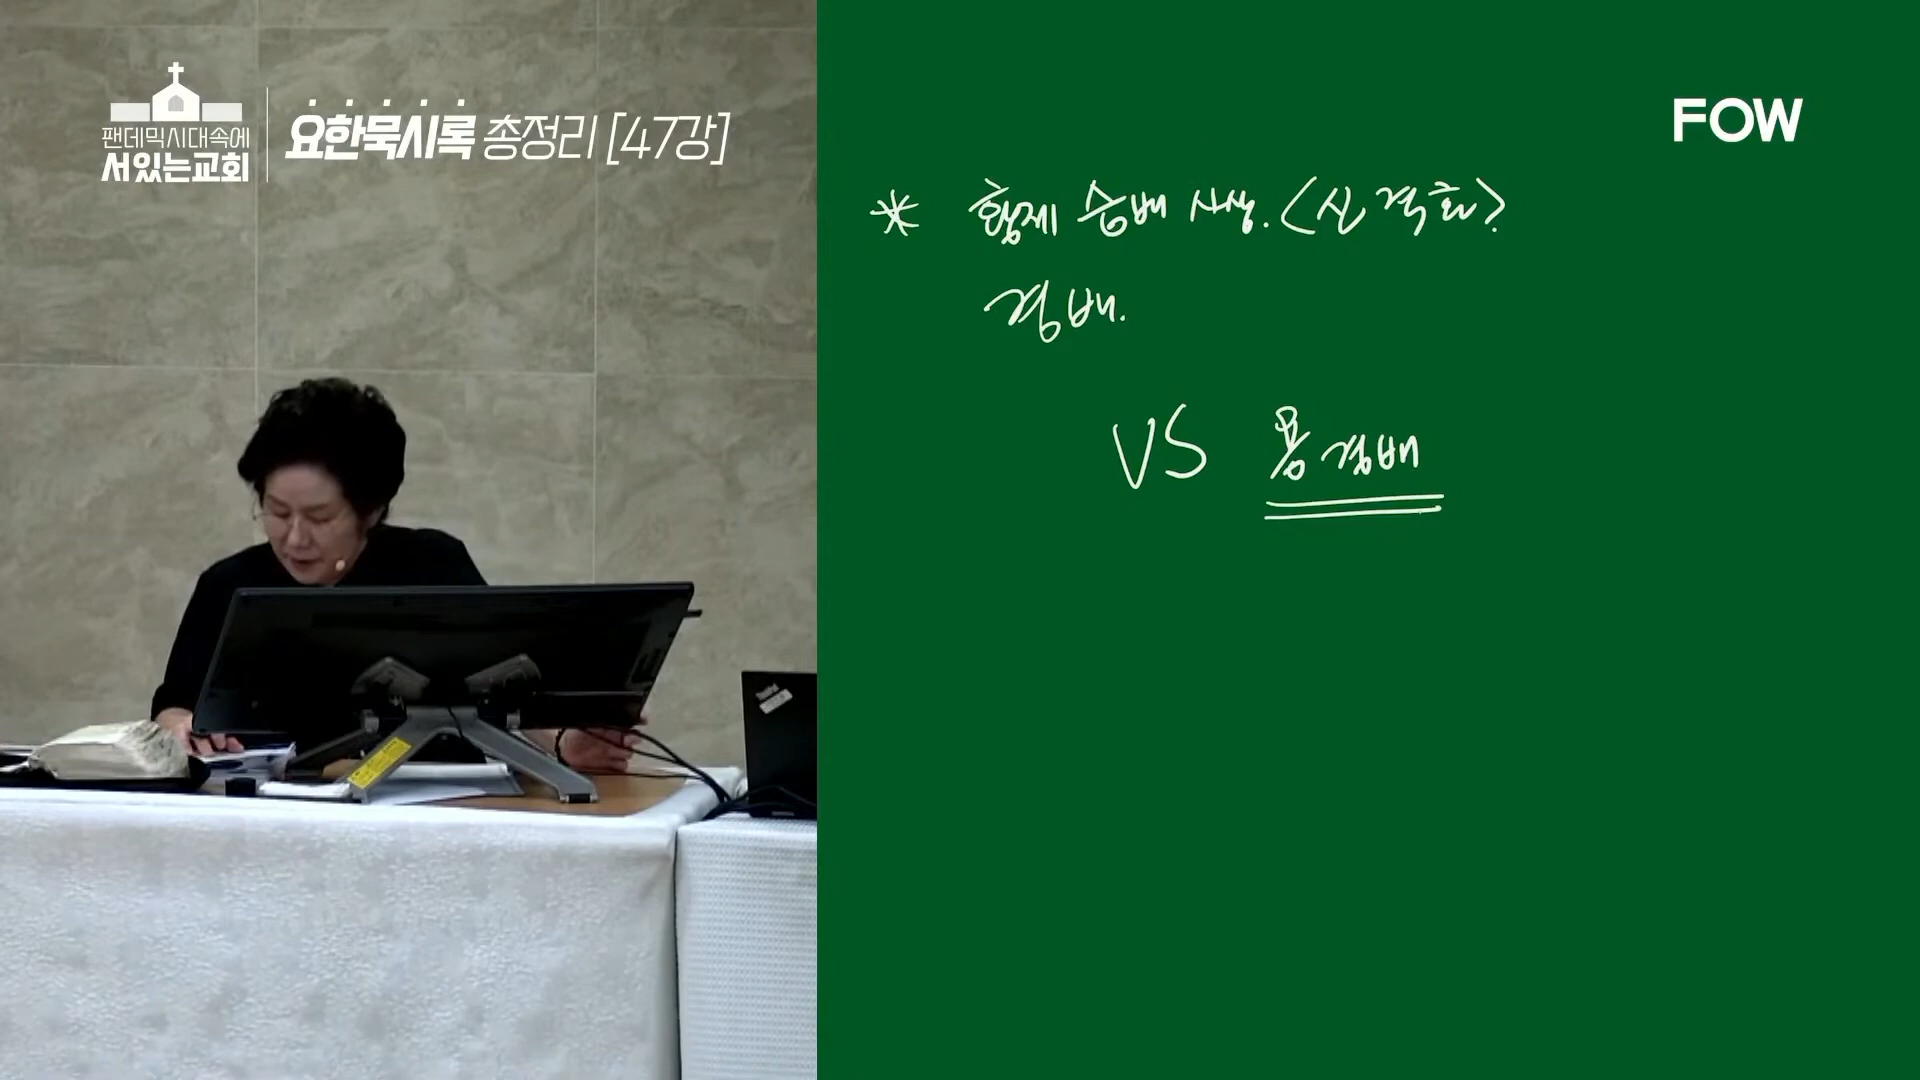 팬데믹시대속에
서있는교회
요한묵시록 총정리 [47강]
FOW
* 황제 숭배 사상. <신격화>.
경배.
VS 용경배
ThinkPad